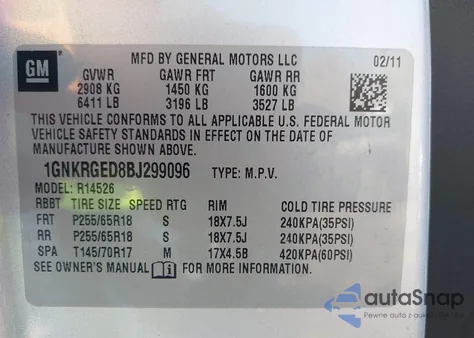 GM
MFD BY GENERAL MOTORS LLC 02/11
GVWR GAWR FRT GAWR RR
2908 KG 1450 KG 1600 KG
6411 LB 3196 LB 3527 LB
THIS VEHICLE CONFORMS TO ALL APPLICABLE U.S. FEDERAL MOTOR
VEHICLE SAFETY STANDARDS IN EFFECT ON THE DATE OF
MANUFACTURE SHOWN ABOVE.
1GNKRGED8BJ299096 TYPE: M.P.V.
MODEL: R14526
RBBT TIRE SIZE SPEED RTG RIM COLD TIRE PRESSURE
FRT P255/65R18 S 18X7.5J 240KPA(35PSI)
RR P255/65R18 S 18X7.5J 240KPA(35PSI)
SPA T145/70R17 M 17X4.5B 420KPA(60PSI)
SEE OWNER'S MANUAL FOR MORE INFORMATION.
autoSnap
Pewne auta z